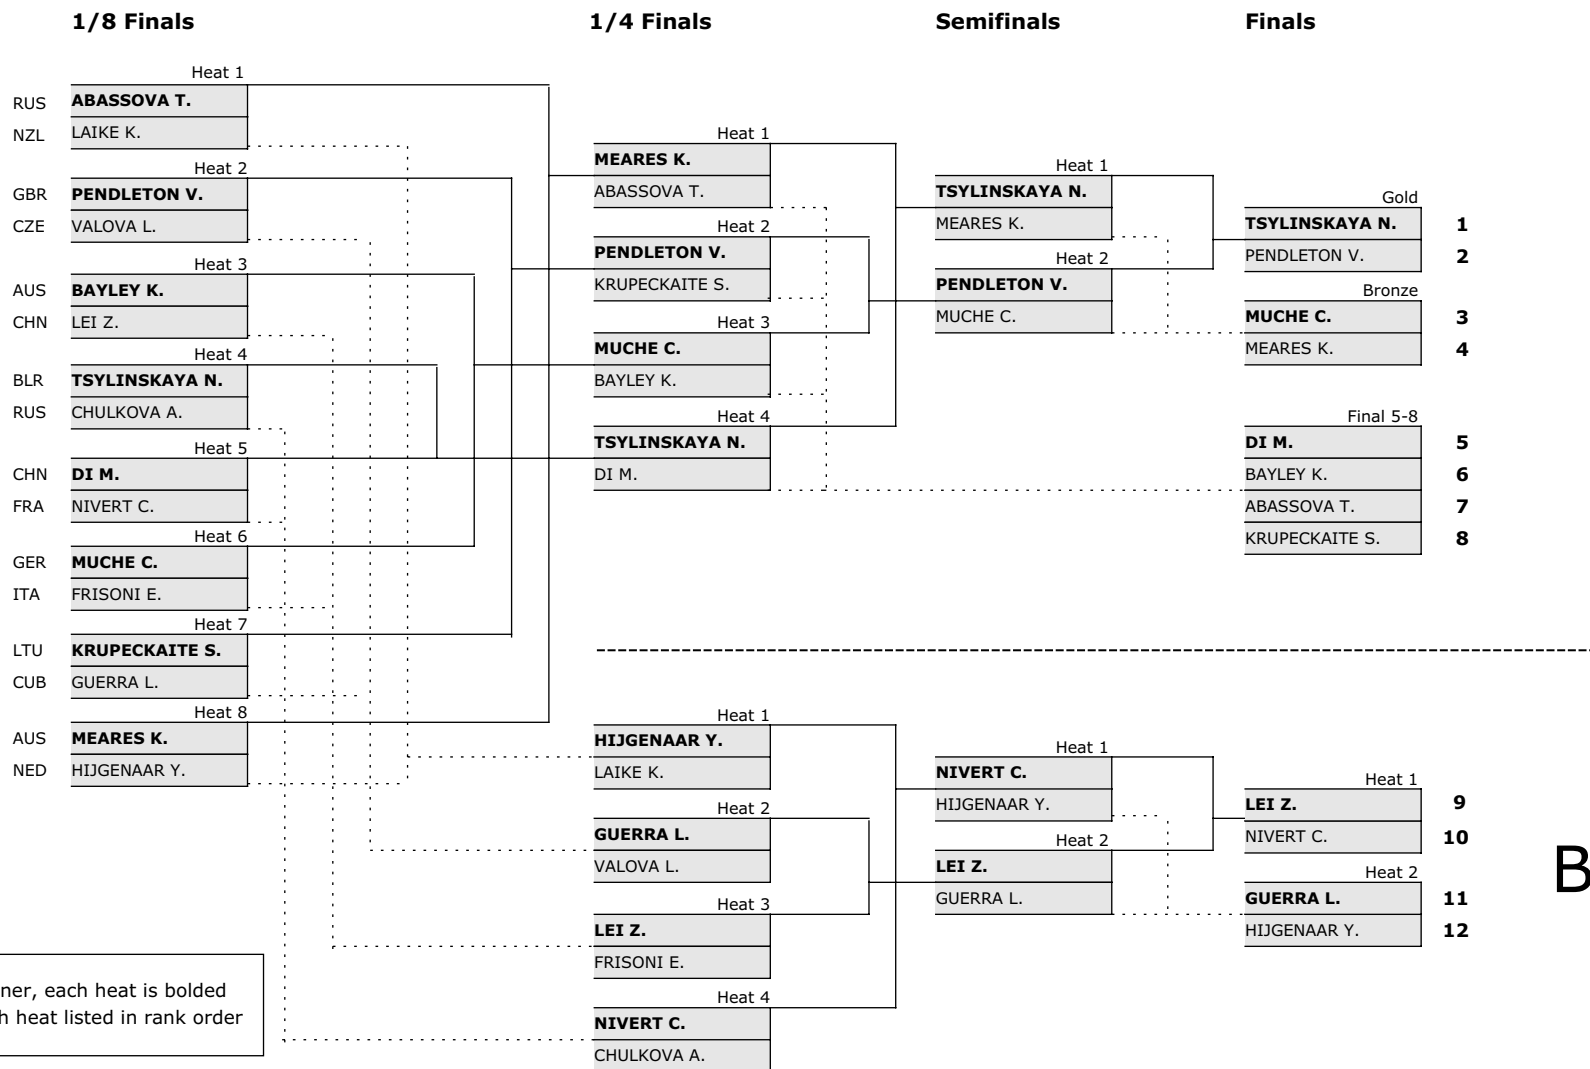 1/8 Finals 1/4 Finals Semifinals Finals
Heat 1
RUS ABASSOVA T.
NZL LAIKE K.
Heat 2
GBR PENDLETON V.
CZE VALOVA L.
Heat 3
AUS BAYLEY K.
CHN LEI Z.
Heat 4
BLR TSYLINSKAYA N.
RUS CHULKOVA A.
Heat 5
CHN DI M.
FRA NIVERT C.
Heat 6
GER MUCHE C.
ITA FRISONI E.
Heat 7
LTU KRUPECKAITE S.
CUB GUERRA L.
Heat 8
AUS MEARES K.
NED HIJGENAAR Y.
Heat 1
MEARES K.
ABASSOVA T.
Heat 2
PENDLETON V.
KRUPECKAITE S.
Heat 3
MUCHE C.
BAYLEY K.
Heat 4
TSYLINSKAYA N.
DI M.
Heat 1
TSYLINSKAYA N.
MEARES K.
Heat 2
PENDLETON V.
MUCHE C.
Gold
TSYLINSKAYA N. 1
PENDLETON V. 2
Bronze
MUCHE C. 3
MEARES K. 4
Final 5-8
DI M. 5
BAYLEY K. 6
ABASSOVA T. 7
KRUPECKAITE S. 8
Heat 1
HIJGENAAR Y.
LAIKE K.
Heat 2
GUERRA L.
VALOVA L.
Heat 3
LEI Z.
FRISONI E.
Heat 4
NIVERT C.
CHULKOVA A.
Heat 1
NIVERT C.
HIJGENAAR Y.
Heat 2
LEI Z.
GUERRA L.
Heat 1
LEI Z. 9
NIVERT C. 10
Heat 2
GUERRA L. 11
HIJGENAAR Y. 12
B
ner, each heat is bolded
h heat listed in rank order